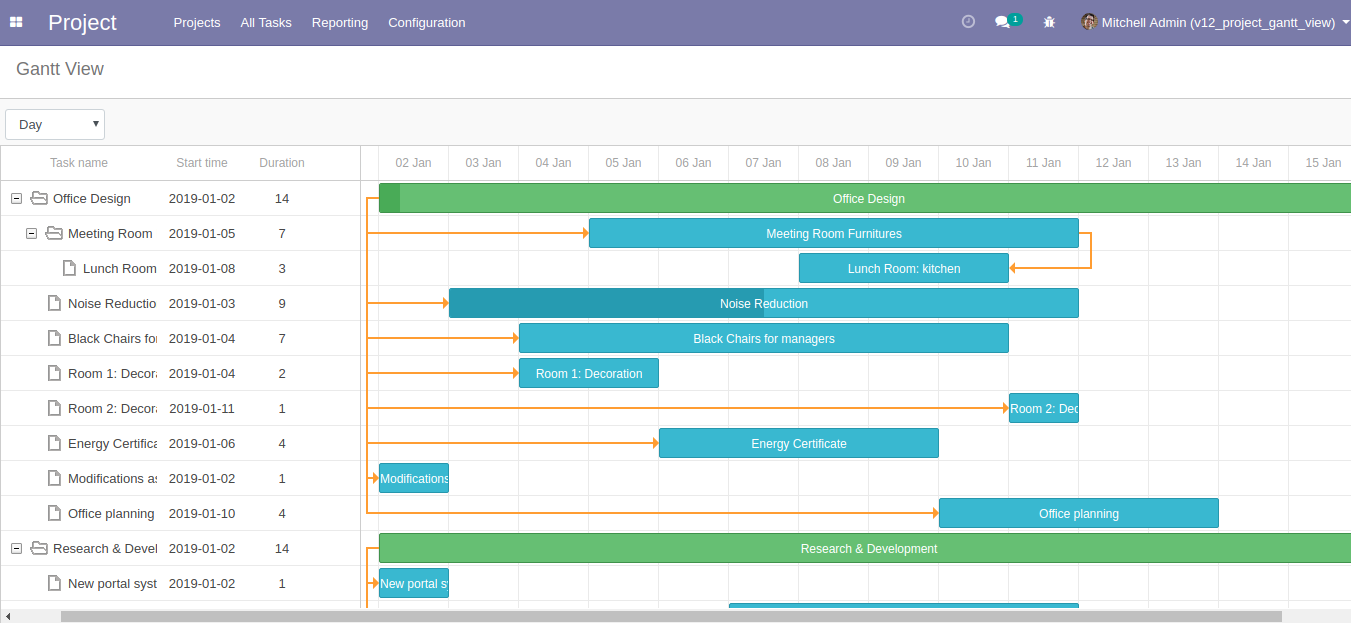 Project Projects All Tasks Reporting Configuration 1 Mitchell Admin (v12_project_gantt_view)
Gantt View
Day
Task name Start time Duration 02 Jan 03 Jan 04 Jan 05 Jan 06 Jan 07 Jan 08 Jan 09 Jan 10 Jan 11 Jan 12 Jan 13 Jan 14 Jan 15 Jan
Office Design 2019-01-02 14 Office Design
Meeting Room 2019-01-05 7 Meeting Room Furnitures
Lunch Room 2019-01-08 3 Lunch Room: kitchen
Noise Reductio 2019-01-03 9 Noise Reduction
Black Chairs for 2019-01-04 7 Black Chairs for managers
Room 1: Decora 2019-01-04 2 Room 1: Decoration
Room 2: Decora 2019-01-11 1 Room 2: Dec
Energy Certifica 2019-01-06 4 Energy Certificate
Modifications as 2019-01-02 1 Modifications
Office planning 2019-01-10 4 Office planning
Research & Devel 2019-01-02 14 Research & Development
New portal syst 2019-01-02 1 New portal s